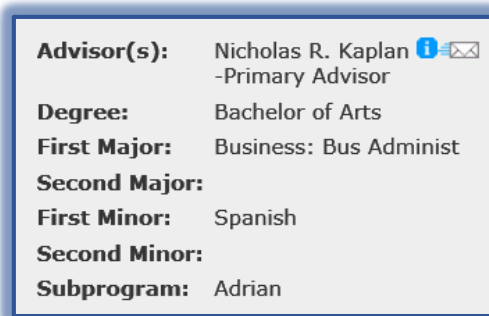 Advisor(s): Nicholas R. Kaplan i
-Primary Advisor
Degree: Bachelor of Arts
First Major: Business: Bus Administ
Second Major:
First Minor: Spanish
Second Minor:
Subprogram: Adrian